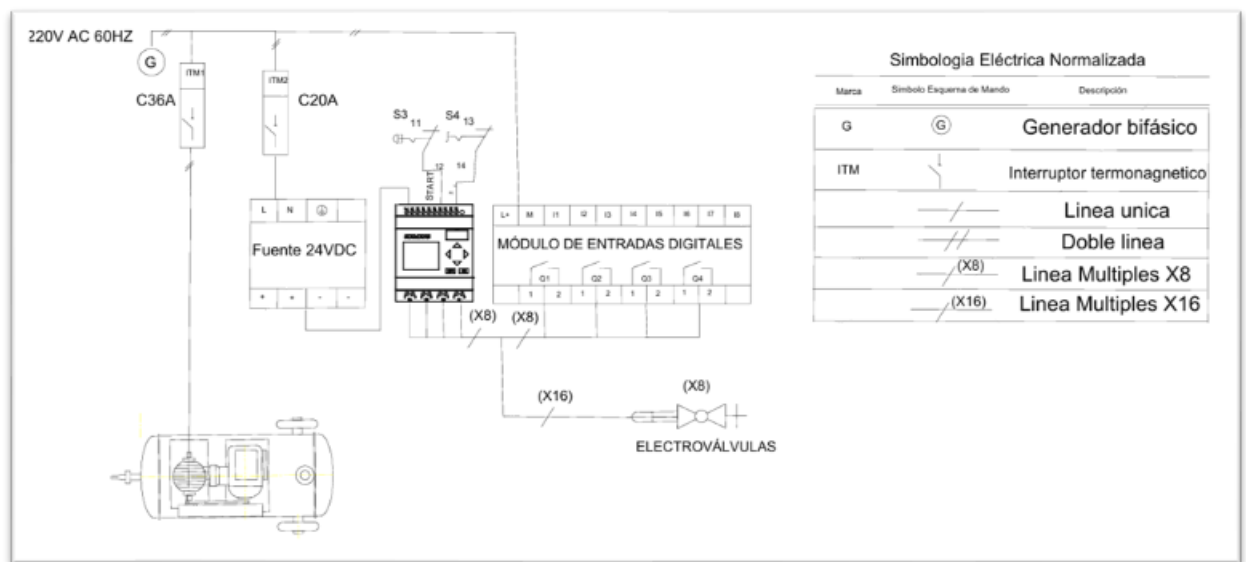 220V AC 60HZ
G
ITM1
ITM2
C36A
C20A
S3
11
S4
13
12
14
START
L N
Fuente 24VDC
+ + - -
L+ M I1 I2 I3 I4 I5 I6 I7 I8
MÓDULO DE ENTRADAS DIGITALES
Q1 Q2 Q3 Q4
1 2 1 2 1 2 1 2
(X8)
(X8)
(X16)
(X8)
ELECTROVÁLVULAS
Simbologia Eléctrica Normalizada
Marca Simbolo Esquema de Mando Descripción
G G Generador bifásico
ITM Interruptor termonagnetico
Linea unica
Doble linea
(X8) Linea Multiples X8
(X16) Linea Multiples X16